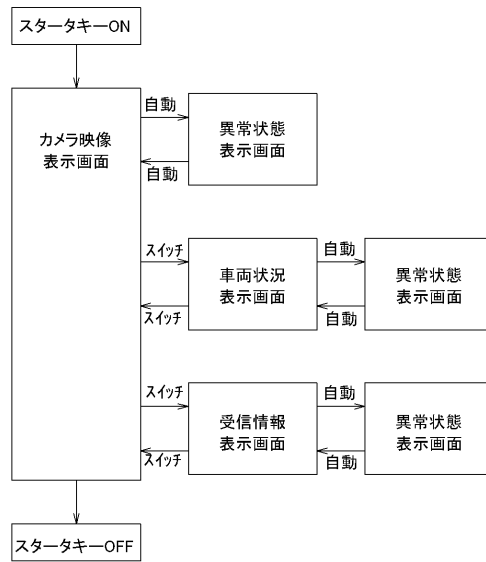 スタータキーON
カメラ映像
表示画面
自動
異常状態
表示画面
自動
スイッチ
車両状況
表示画面
スイッチ
自動
異常状態
表示画面
自動
スイッチ
受信情報
表示画面
スイッチ
自動
異常状態
表示画面
自動
スタータキーOFF